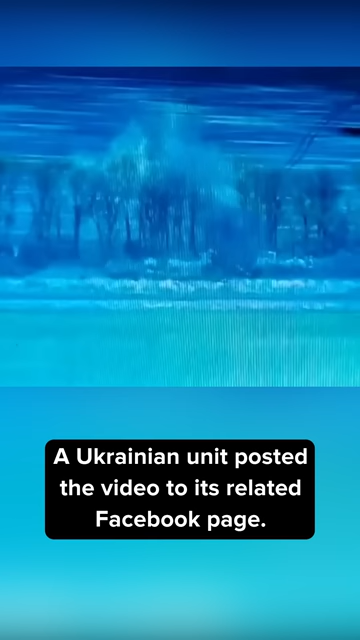 A Ukrainian unit posted
the video to its related
Facebook page.